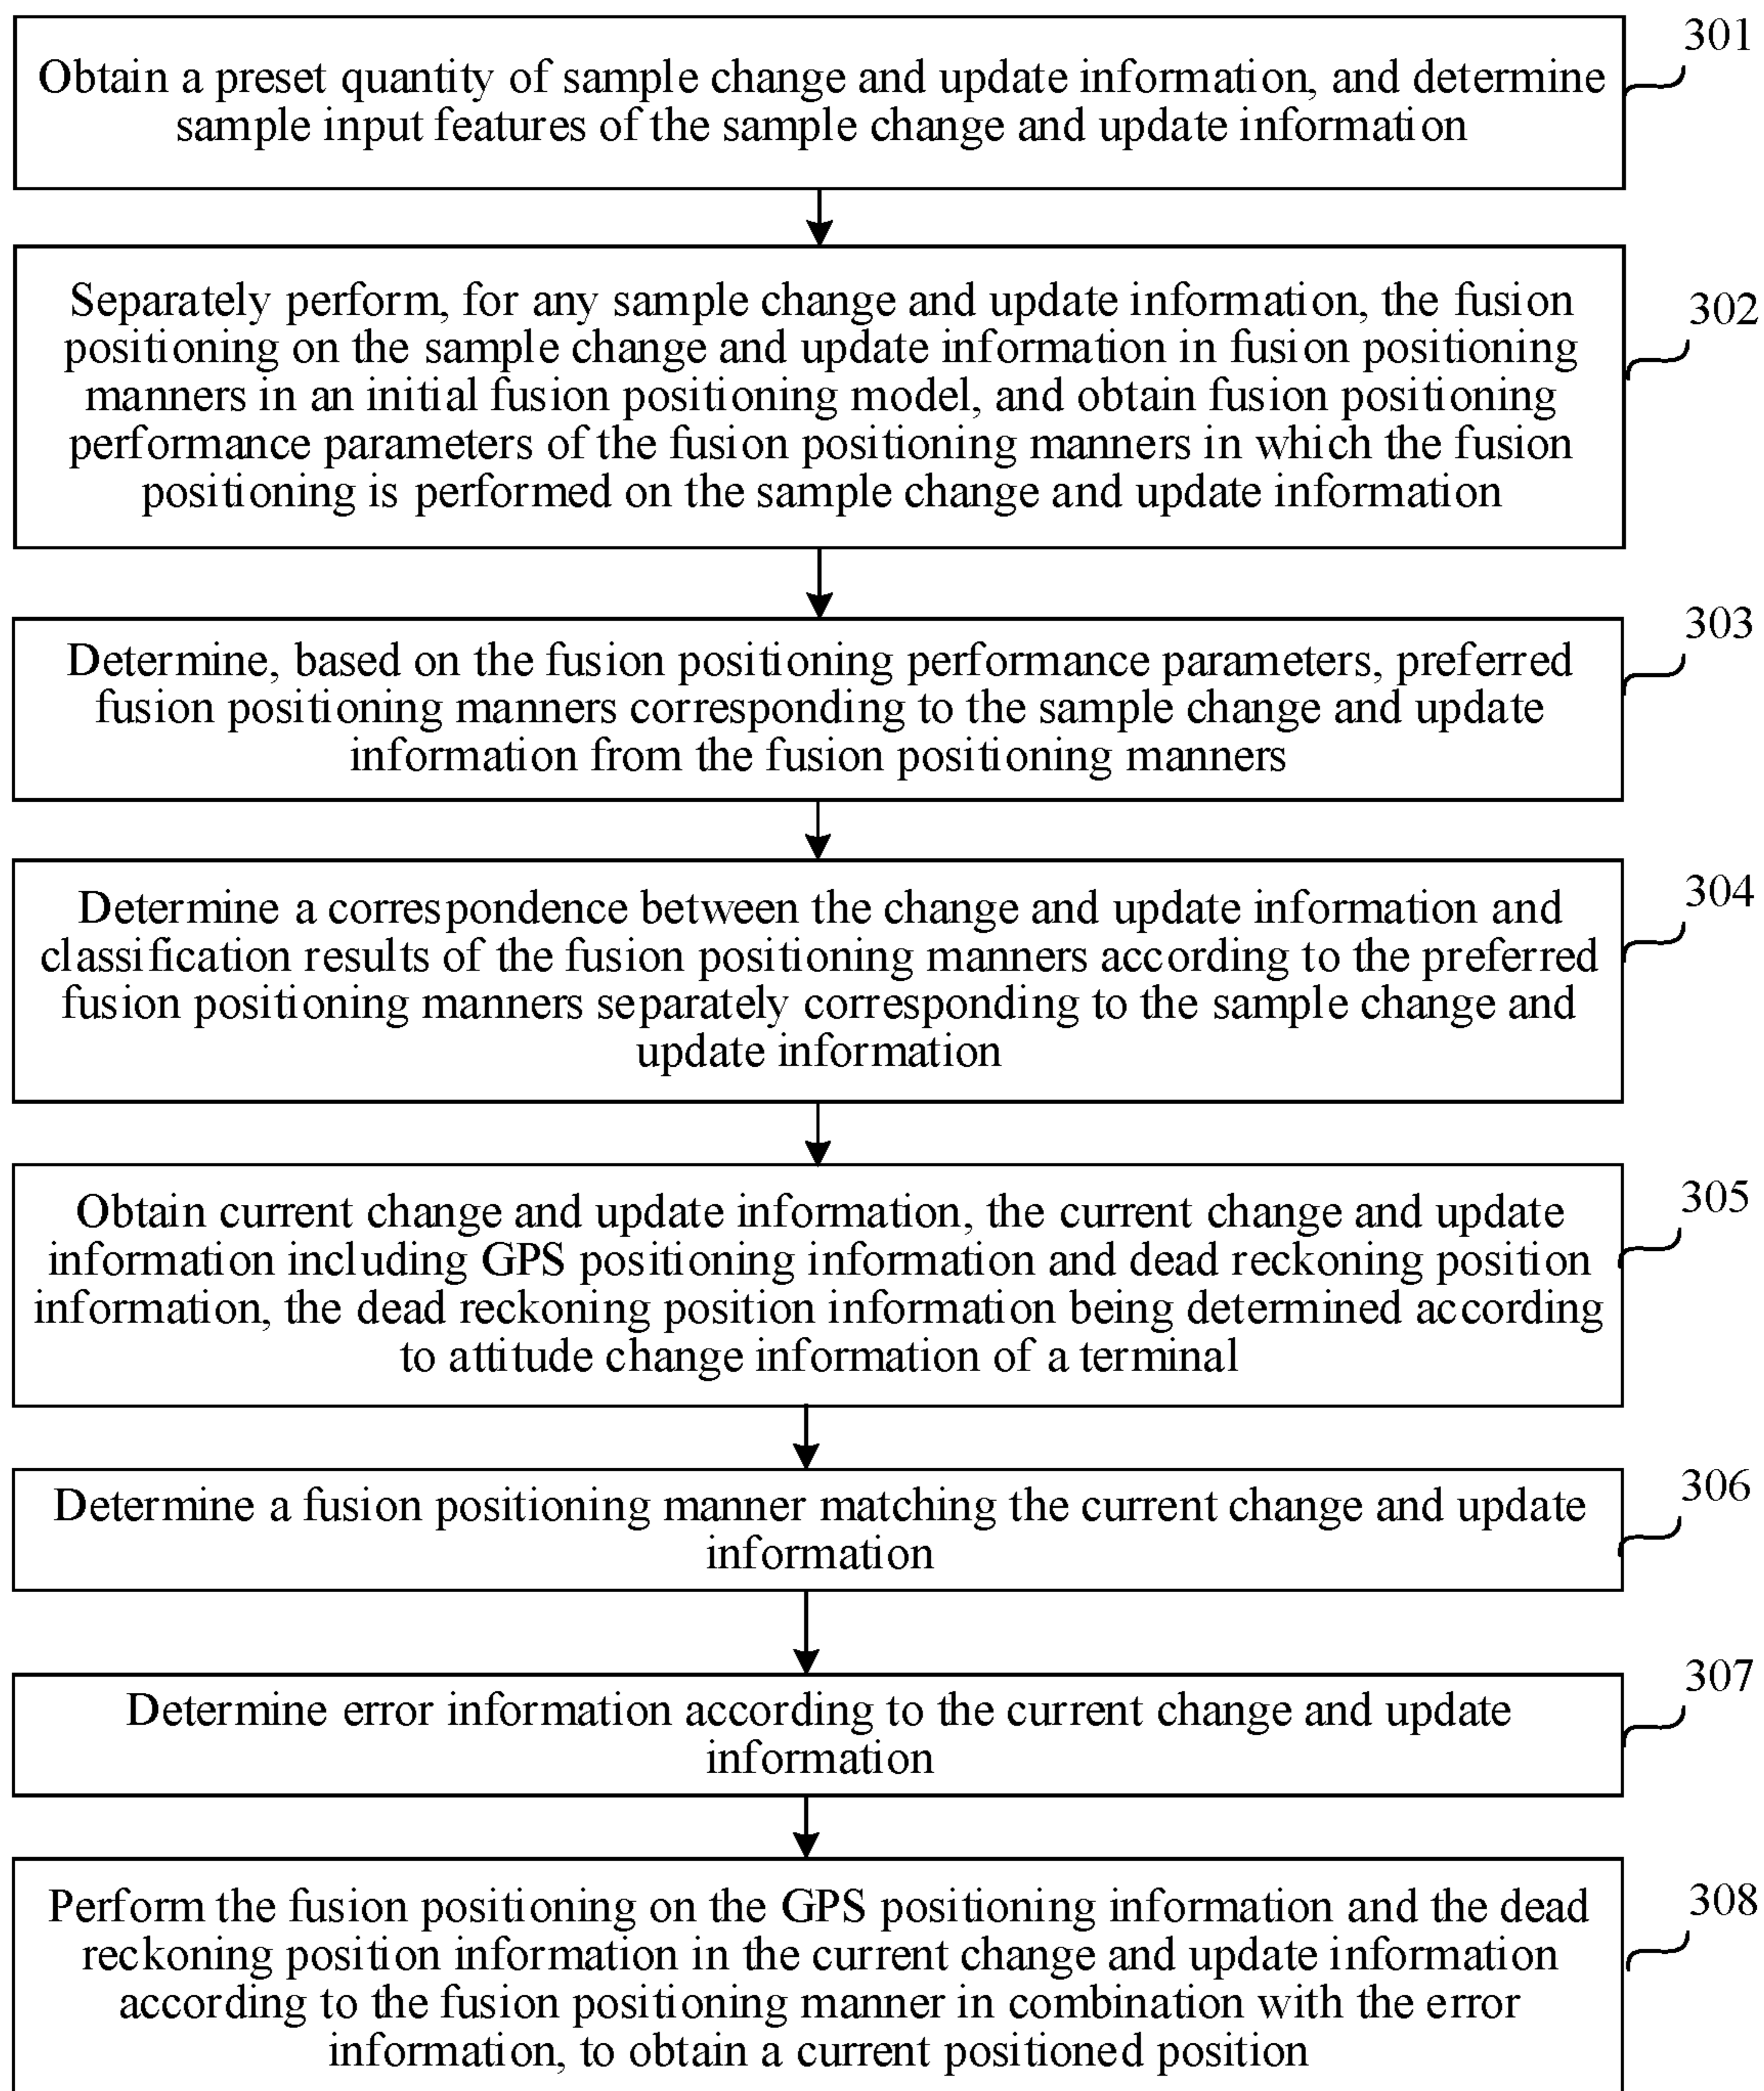 301
Obtain a preset quantity of sample change and update information, and determine
sample input features of the sample change and update information
302
Separately perform, for any sample change and update information, the fusion
positioning on the sample change and update information in fusion positioning
manners in an initial fusion positioning model, and obtain fusion positioning
performance parameters of the fusion positioning manners in which the fusion
positioning is performed on the sample change and update information
303
Determine, based on the fusion positioning performance parameters, preferred
fusion positioning manners corresponding to the sample change and update
information from the fusion positioning manners
304
Determine a correspondence between the change and update information and
classification results of the fusion positioning manners according to the preferred
fusion positioning manners separately corresponding to the sample change and
update information
305
Obtain current change and update information, the current change and update
information including GPS positioning information and dead reckoning position
information, the dead reckoning position information being determined according
to attitude change information of a terminal
306
Determine a fusion positioning manner matching the current change and update
information
307
Determine error information according to the current change and update
information
308
Perform the fusion positioning on the GPS positioning information and the dead
reckoning position information in the current change and update information
according to the fusion positioning manner in combination with the error
information, to obtain a current positioned position